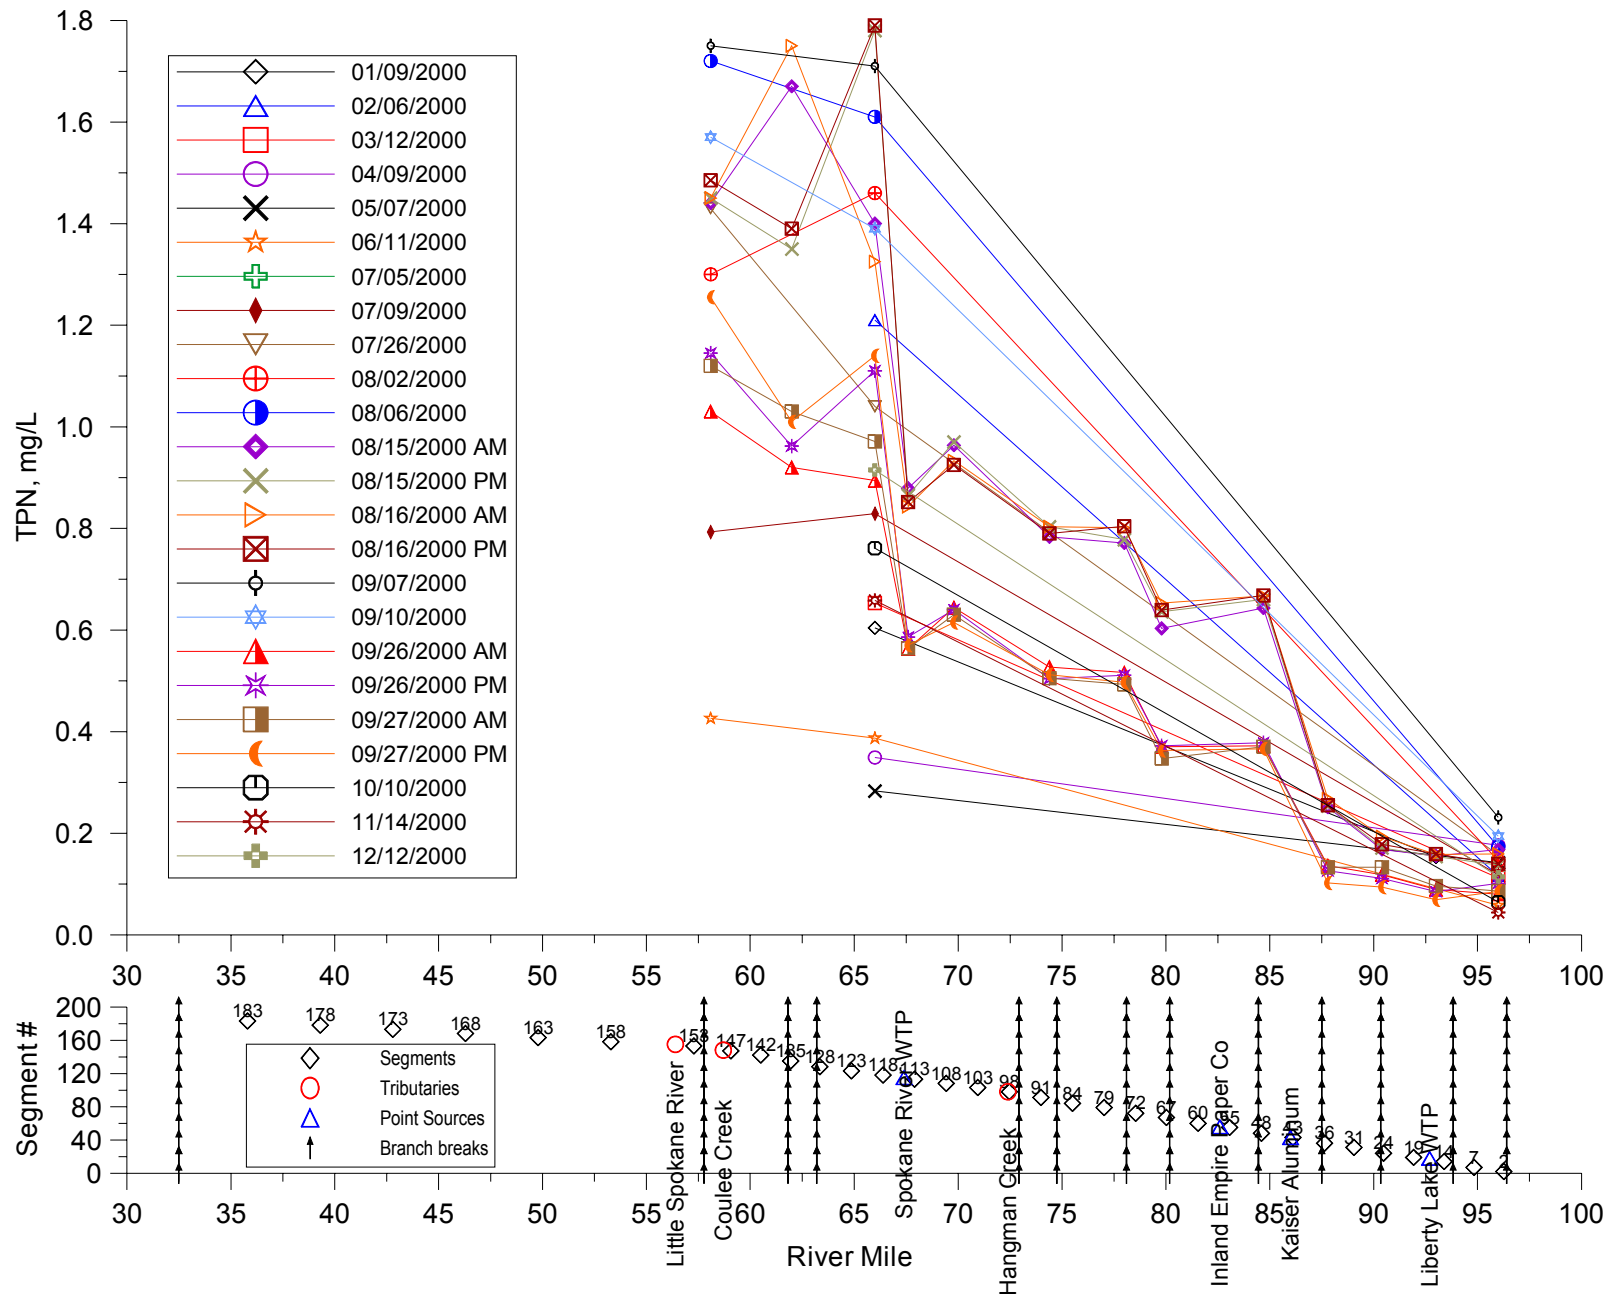 1.8
1.6
1.4
1.2
1.0
0.8
0.6
0.4
0.2
0.0
TPN, mg/L
01/09/2000
02/06/2000
03/12/2000
04/09/2000
05/07/2000
06/11/2000
07/05/2000
07/09/2000
07/26/2000
08/02/2000
08/06/2000
08/15/2000 AM
08/15/2000 PM
08/16/2000 AM
08/16/2000 PM
09/07/2000
09/10/2000
09/26/2000 AM
09/26/2000 PM
09/27/2000 AM
09/27/2000 PM
10/10/2000
11/14/2000
12/12/2000
30 35 40 45 50 55 60 65 70 75 80 85 90 95 100
200
160
120
80
40
0
Segment #
183 178 173 168 163 158 153 147 142 135 128 123 118 113 108 103 98 91 84 79 72 67 60 55 48 43 36 31 24 19 14 7 2
Segments
Tributaries
Point Sources
Branch breaks
Little Spokane River
Coulee Creek
Spokane River WTP
Hangman Creek
Inland Empire Paper Co
Kaiser Aluminum
Liberty Lake WTP
30 35 40 45 50 55 60 65 70 75 80 85 90 95 100
River Mile